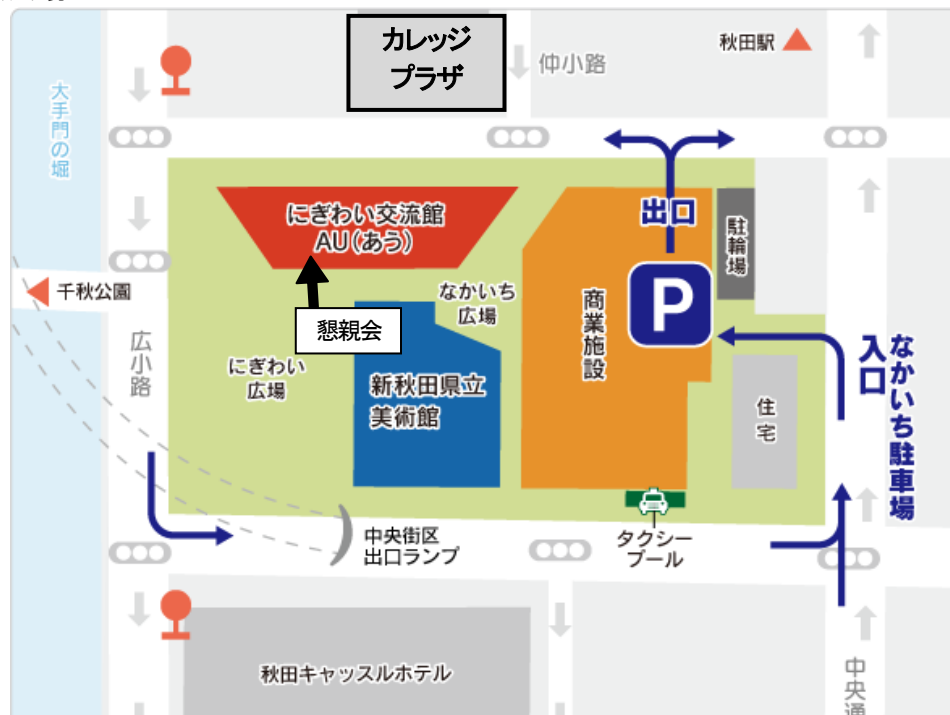 カレッジ
プラザ
仲小路
秋田駅
大手門の堀
にぎわい交流館
AU(あう)
出口
駐輪場
P
千秋公園
なかいち
広場
懇親会
商業施設
広小路
にぎわい
広場
新秋田県立
美術館
住宅
入口
なかいち駐車場
中央街区
出口ランプ
タクシー
プール
秋田キャッスルホテル
中央通